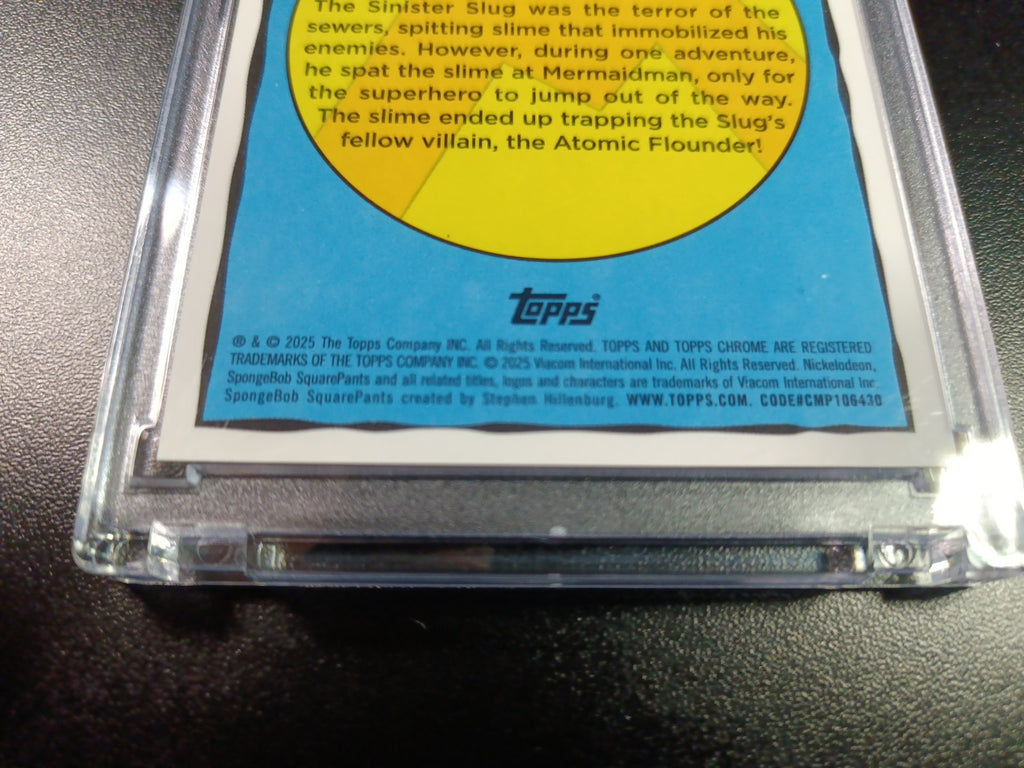 The Sinister Slug was the terror of the
sewers, spitting slime that immobilized his
enemies. However, during one adventure,
he spat the slime at Mermaidman, only for
the superhero to jump out of the way.
The slime ended up trapping the Slug's
fellow villain, the Atomic Flounder!
topps®
® & © 2025 The Topps Company INC. All Rights Reserved. TOPPS AND TOPPS CHROME ARE REGISTERED
TRADEMARKS OF THE TOPPS COMPANY INC. © 2025 Viacom International Inc. All Rights Reserved. Nickelodeon,
SpongeBob SquarePants and all related titles, logos and characters are trademarks of Viacom International Inc.
SpongeBob SquarePants created by Stephen Hillenburg. WWW.TOPPS.COM. CODE#CMP106430